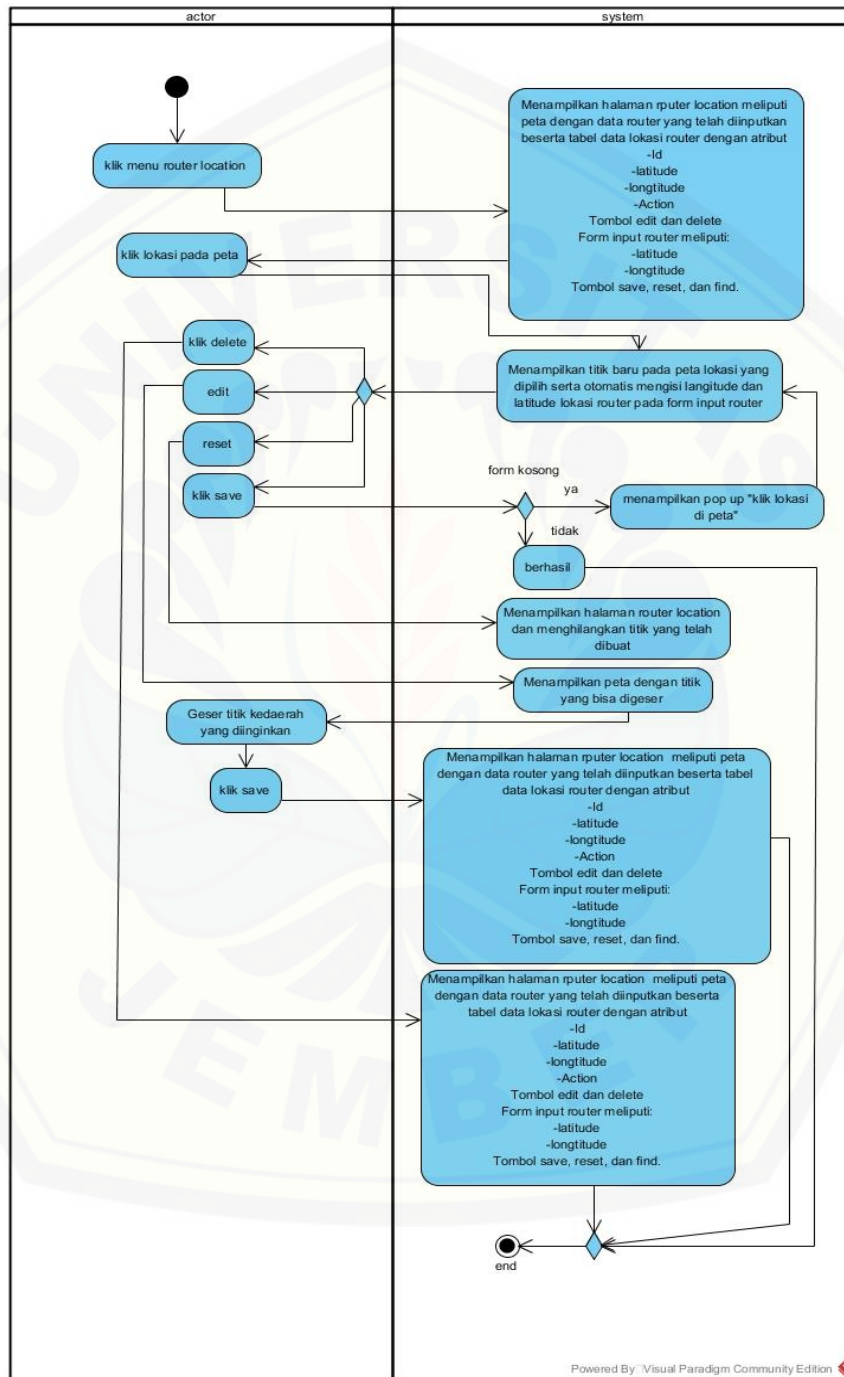 actor
system
klik menu router location
Menampilkan halaman rputer location meliputi
peta dengan data router yang telah diinputkan
beserta tabel data lokasi router dengan atribut
-Id
-latitude
-longtitude
-Action
Tombol edit dan delete
Form input router meliputi:
-latitude
-longtitude
Tombol save, reset, dan find.
klik lokasi pada peta
klik delete
edit
reset
klik save
Menampilkan titik baru pada peta lokasi yang
dipilih serta otomatis mengisi langitude dan
latitude lokasi router pada form input router
form kosong
ya
menampilkan pop up "klik lokasi
di peta"
tidak
berhasil
Menampilkan halaman router location
dan menghilangkan titik yang telah
dibuat
Menampilkan peta dengan titik
yang bisa digeser
Geser titik kedaerah
yang diinginkan
klik save
Menampilkan halaman rputer location meliputi peta
dengan data router yang telah diinputkan beserta tabel
data lokasi router dengan atribut
-Id
-latitude
-longtitude
-Action
Tombol edit dan delete
Form input router meliputi:
-latitude
-longtitude
Tombol save, reset, dan find.
Menampilkan halaman rputer location meliputi peta
dengan data router yang telah diinputkan beserta
tabel data lokasi router dengan atribut
-Id
-latitude
-longtitude
-Action
Tombol edit dan delete
Form input router meliputi:
-latitude
-longtitude
Tombol save, reset, dan find.
end
UNIVERSITAS
JEMBER
Powered By Visual Paradigm Community Edition